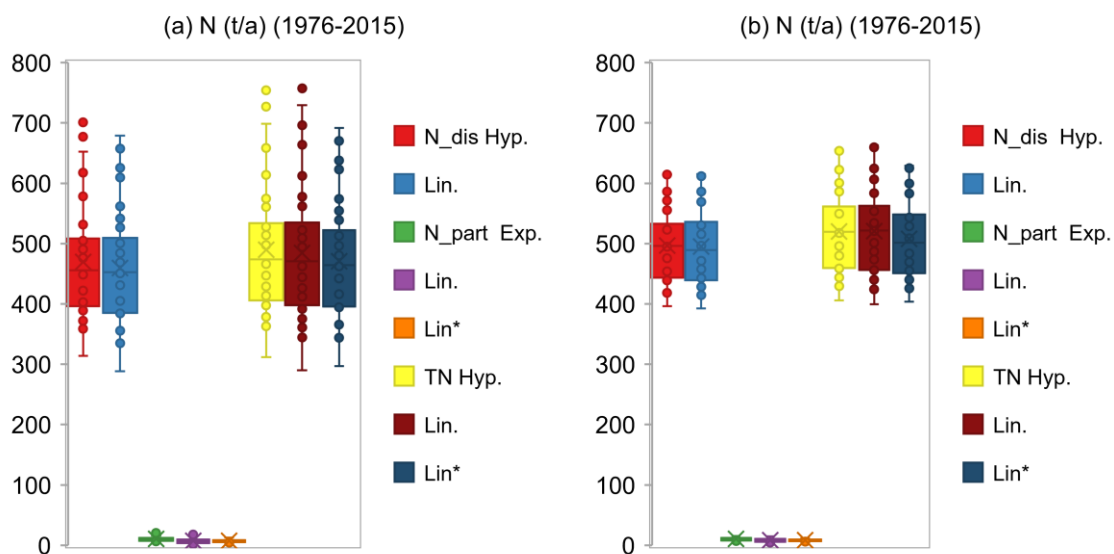 (a) N (t/a) (1976-2015)
800
700
600
500
400
300
200
100
0
N_dis Hyp.
Lin.
N_part Exp.
Lin.
Lin*
TN Hyp.
Lin.
Lin*
(b) N (t/a) (1976-2015)
800
700
600
500
400
300
200
100
0
N_dis Hyp.
Lin.
N_part Exp.
Lin.
Lin*
TN Hyp.
Lin.
Lin*